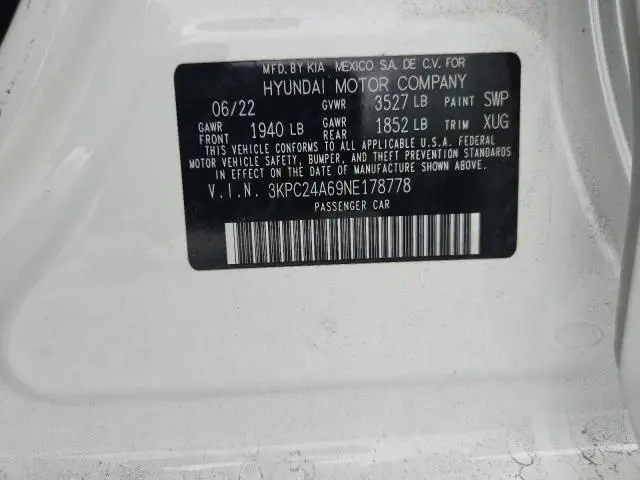 MFD. BY KIA MEXICO S.A. DE C.V. FOR
HYUNDAI MOTOR COMPANY
06/22 GVWR 3527 LB PAINT SWP
GAWR FRONT 1940 LB GAWR REAR 1852 LB TRIM XUG
THIS VEHICLE CONFORMS TO ALL APPLICABLE U.S.A. FEDERAL
MOTOR VEHICLE SAFETY, BUMPER, AND THEFT PREVENTION STANDARDS
IN EFFECT ON THE DATE OF MANUFACTURE SHOWN ABOVE.
V.I.N. 3KPC24A69NE178778
PASSENGER CAR